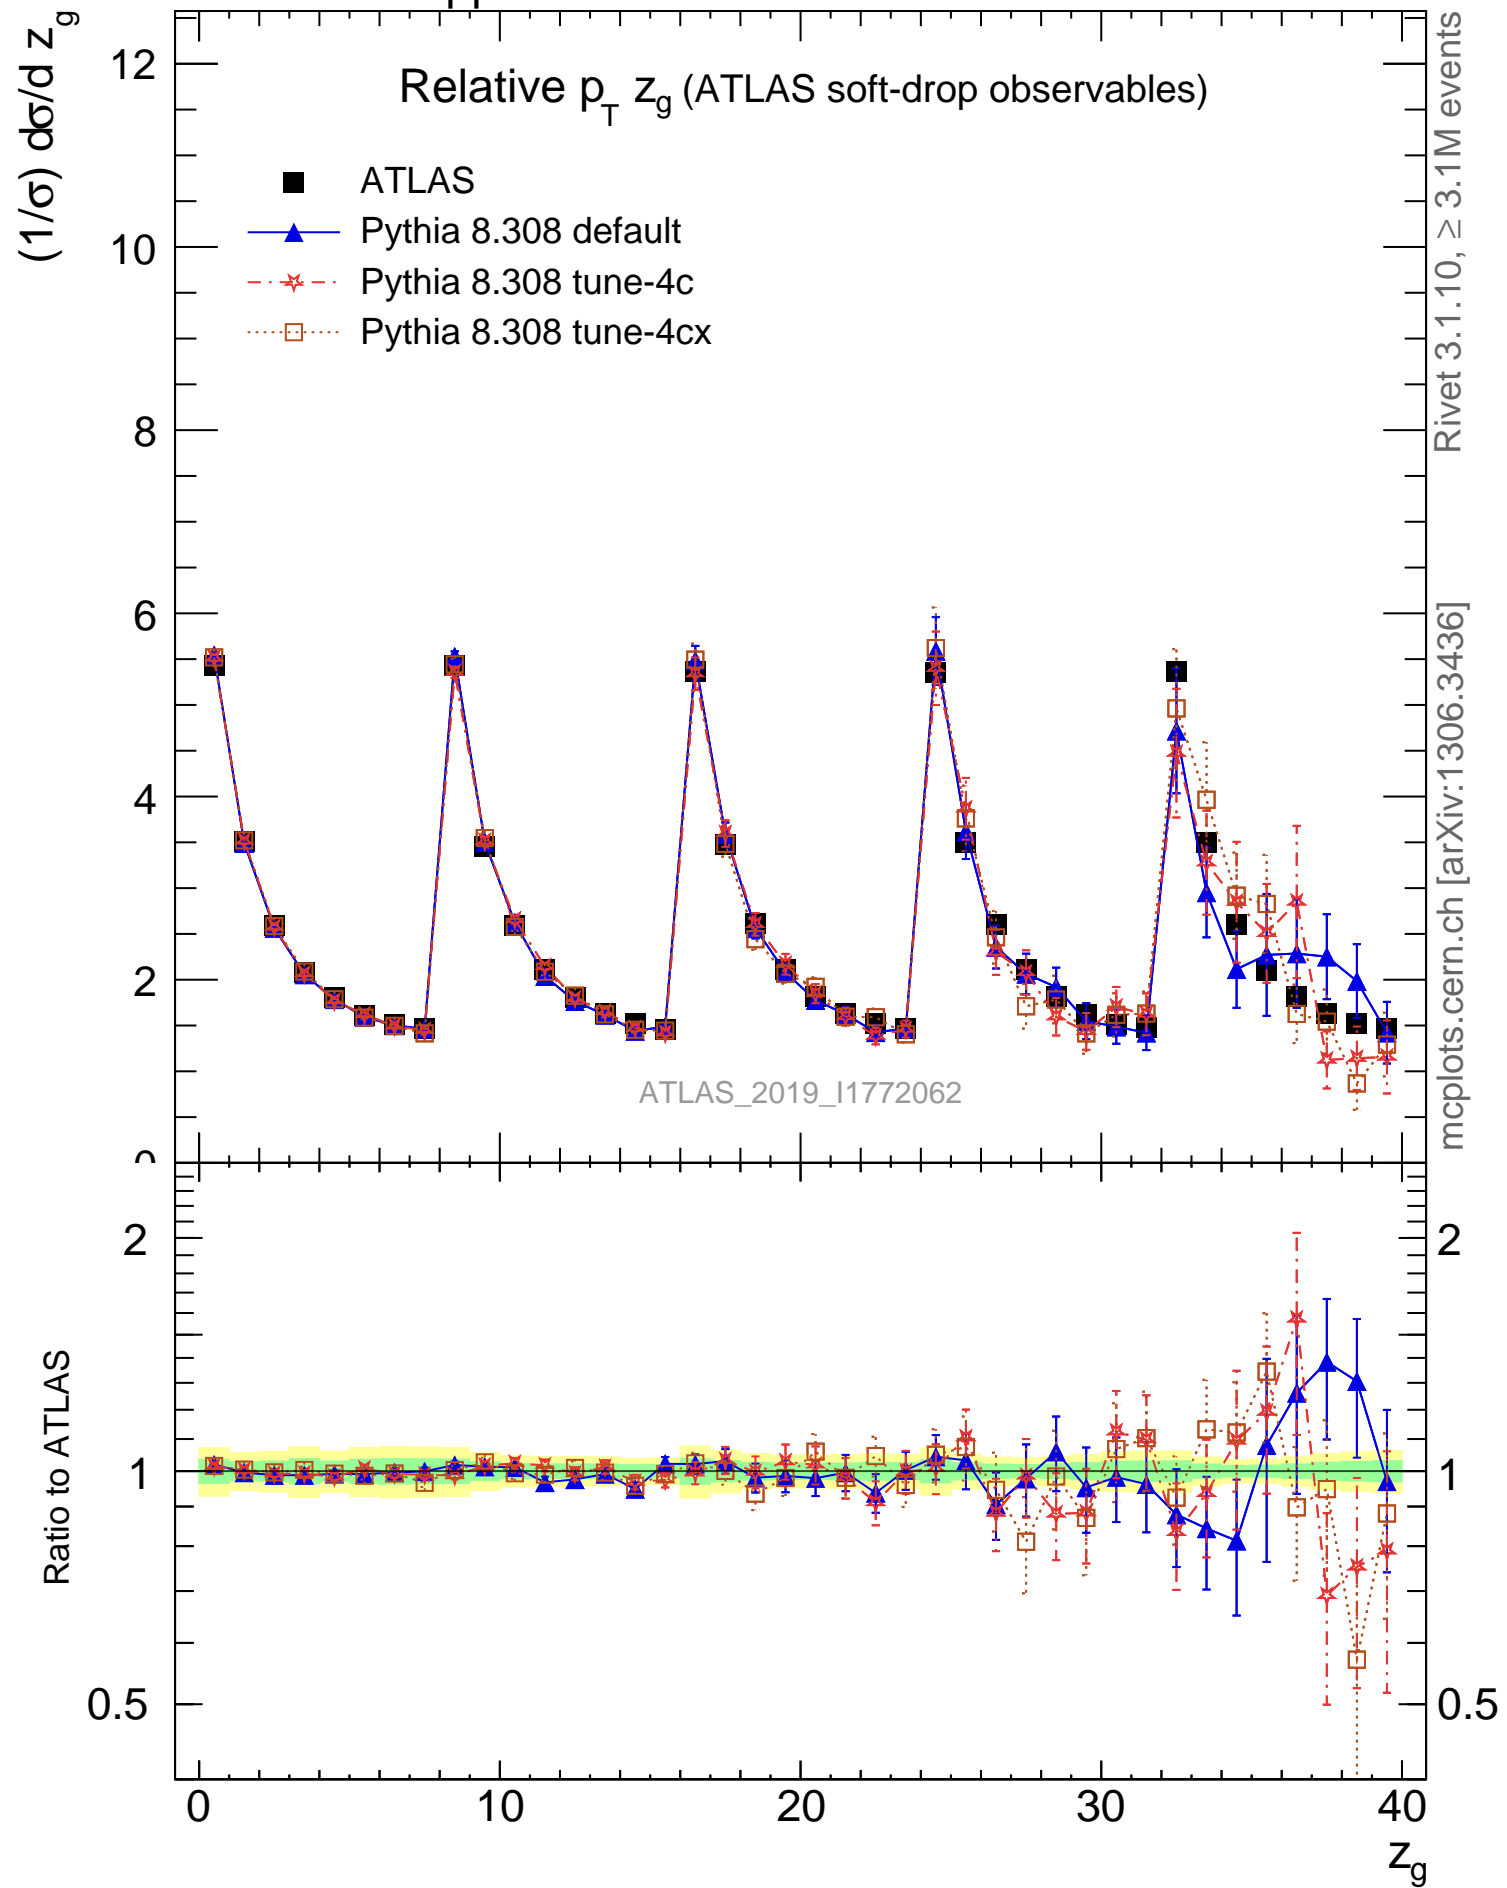 (1/σ) dσ/d z_g
Relative p_T z_g (ATLAS soft-drop observables)
ATLAS
Pythia 8.308 default
Pythia 8.308 tune-4c
Pythia 8.308 tune-4cx
12
10
8
6
4
2
0
ATLAS_2019_I1772062
Rivet 3.1.10, ≥ 3.1M events
mcplots.cern.ch [arXiv:1306.3436]
Ratio to ATLAS
2
1
0.5
2
1
0.5
0
10
20
30
40
z_g